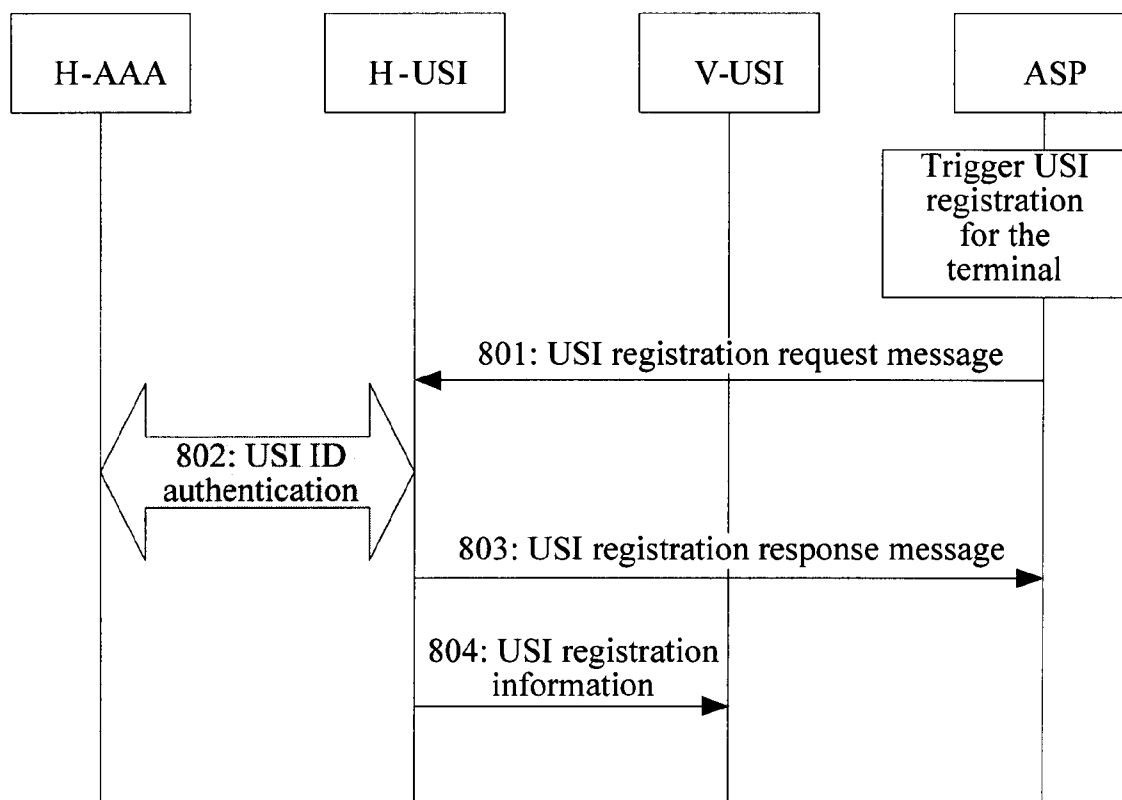 H-AAA
H-USI
V-USI
ASP
Trigger USI
registration
for the
terminal
801: USI registration request message
802: USI ID
authentication
803: USI registration response message
804: USI registration
information